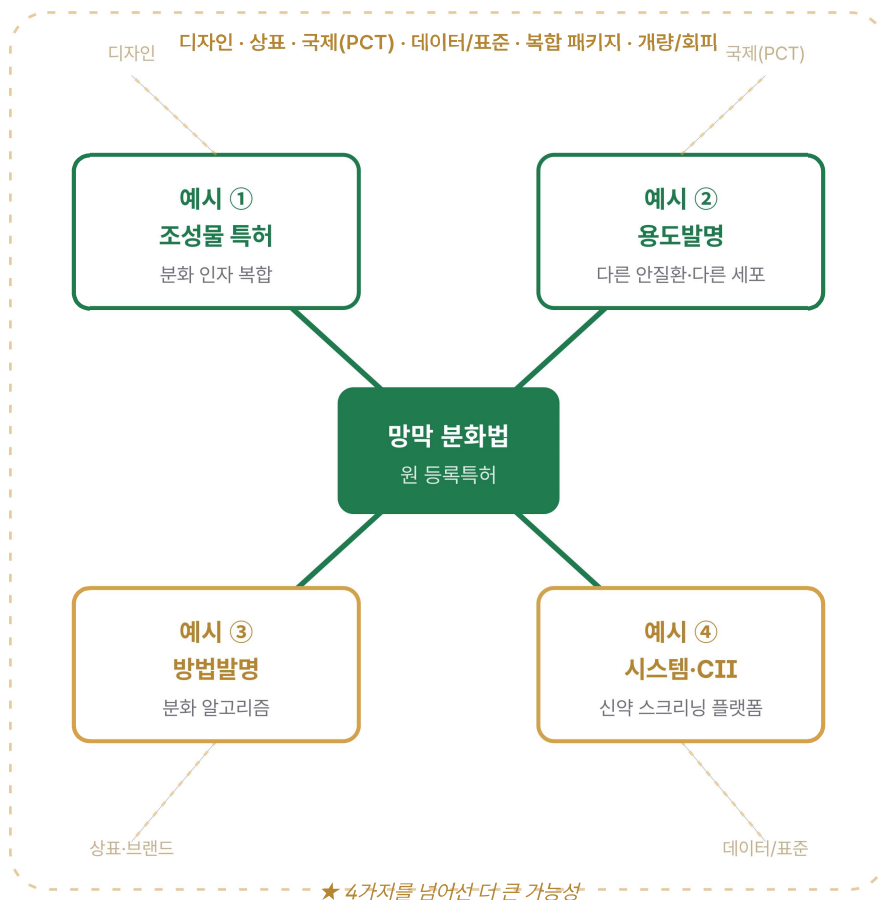 디자인 · 상표 · 국제(PCT) · 데이터/표준 · 복합 패키지 · 개량/회피
디자인
국제(PCT)
예시 ①
조성물 특허
분화 인자 복합
예시 ②
용도발명
다른 안질환·다른 세포
망막 분화법
원 등록특허
예시 ③
방법발명
분화 알고리즘
예시 ④
시스템·CII
신약 스크리닝 플랫폼
상표·브랜드
데이터/표준
★ 4가지를 넘어선 더 큰 가능성